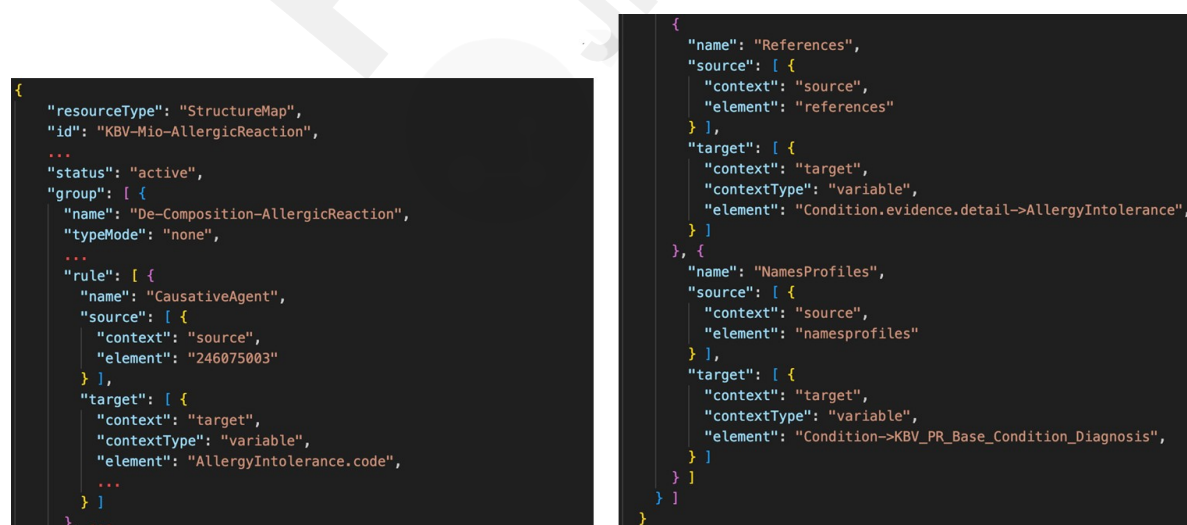 {
"resourceType": "StructureMap",
"id": "KBV-Mio-AllergicReaction",
...
"status": "active",
"group": [ {
"name": "De-Composition-AllergicReaction",
"typeMode": "none",
...
"rule": [ {
"name": "CausativeAgent",
"source": [ {
"context": "source",
"element": "246075003"
} ],
"target": [ {
"context": "target",
"contextType": "variable",
"element": "AllergyIntolerance.code",
...
} ]
}
{
"name": "References",
"source": [ {
"context": "source",
"element": "references"
} ],
"target": [ {
"context": "target",
"contextType": "variable",
"element": "Condition.evidence.detail->AllergyIntolerance",
} ]
}, {
"name": "NamesProfiles",
"source": [ {
"context": "source",
"element": "namesprofiles"
} ],
"target": [ {
"context": "target",
"contextType": "variable",
"element": "Condition->KBV_PR_Base_Condition_Diagnosis",
} ]
} ]
} ]
}